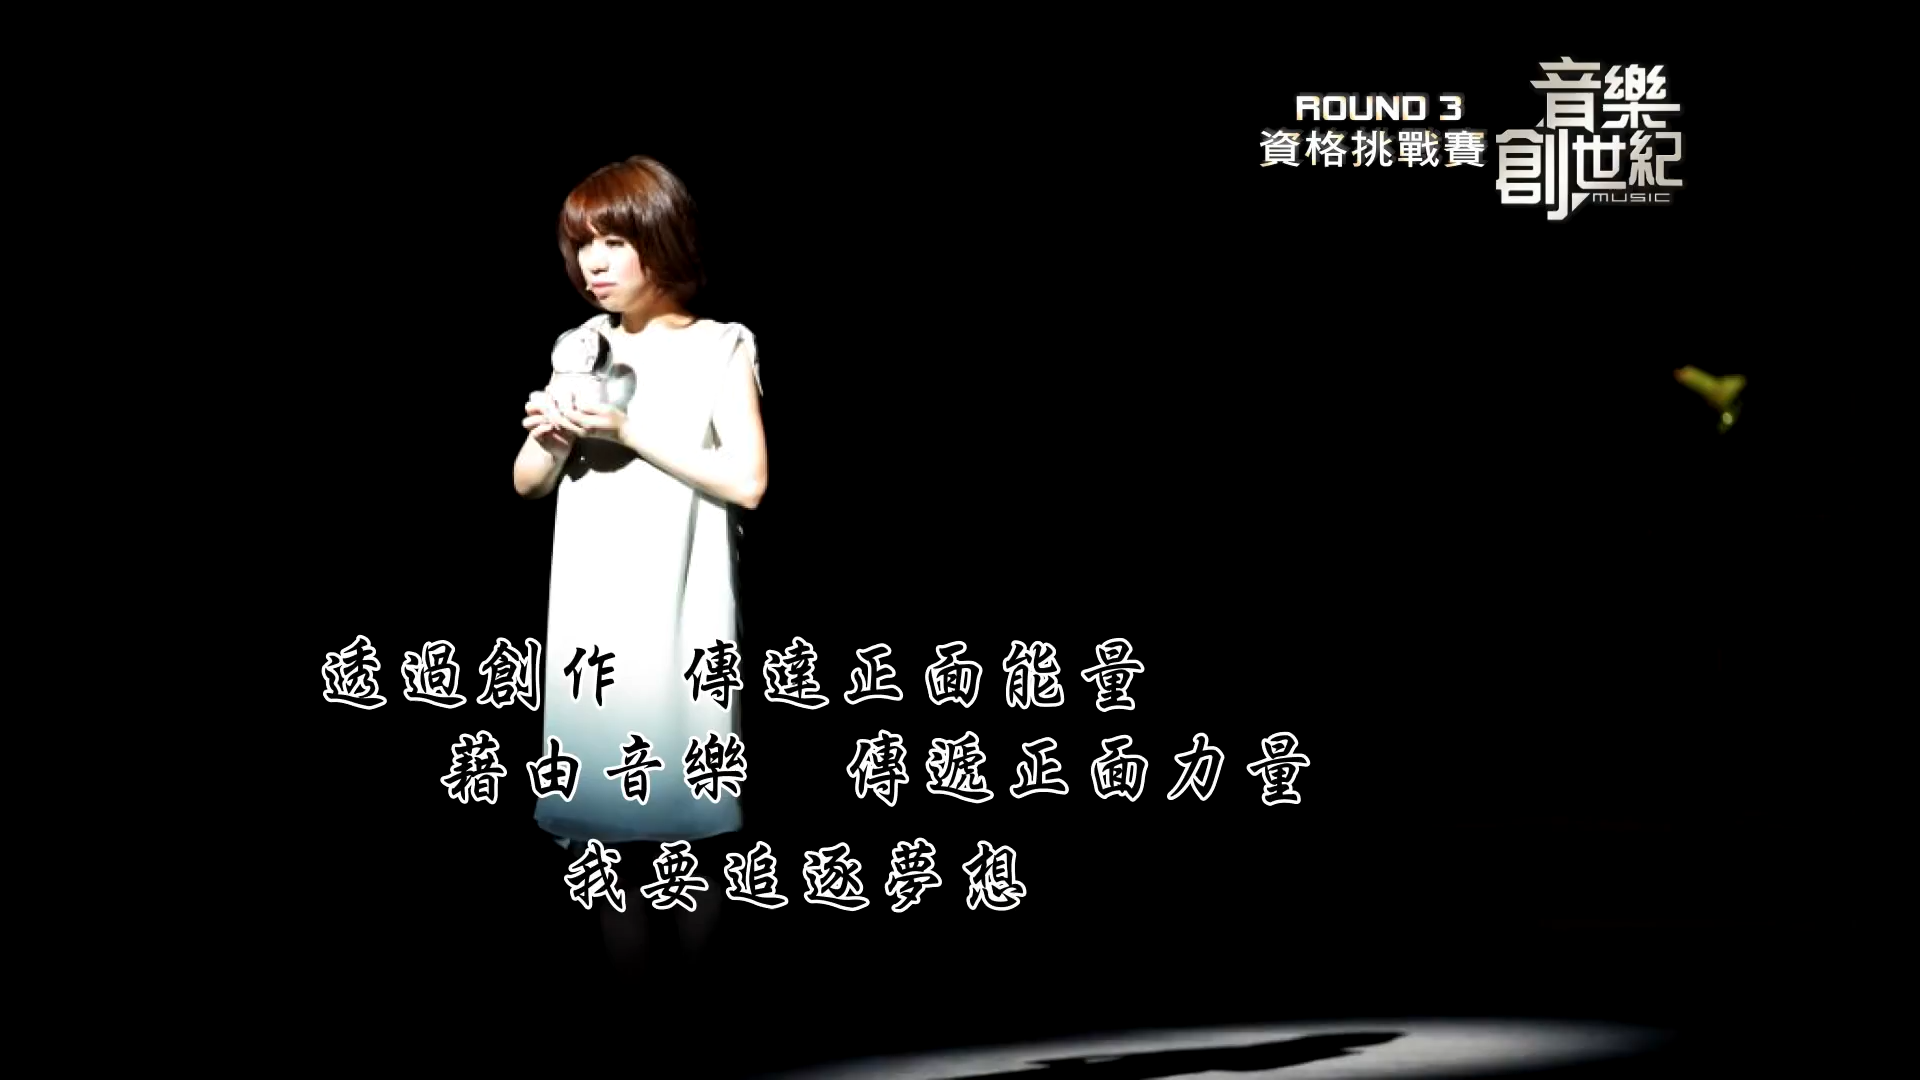 ROUND 3
資格挑戰賽
音樂
創世紀
MUSIC
透過創作 傳達正面能量
藉由音樂 傳遞正面力量
我要追逐夢想